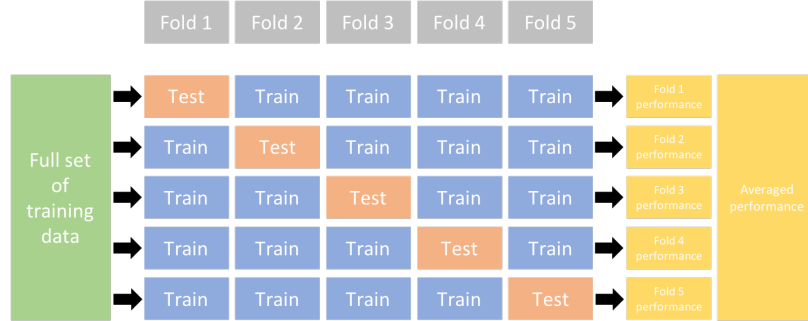 Fold 1 Fold 2 Fold 3 Fold 4 Fold 5
Full set
of
training
data
Test Train Train Train Train
Train Test Train Train Train
Train Train Test Train Train
Train Train Train Test Train
Train Train Train Train Test
Fold 1
performance
Fold 2
performance
Fold 3
performance
Fold 4
performance
Fold 5
performance
Averaged
performance